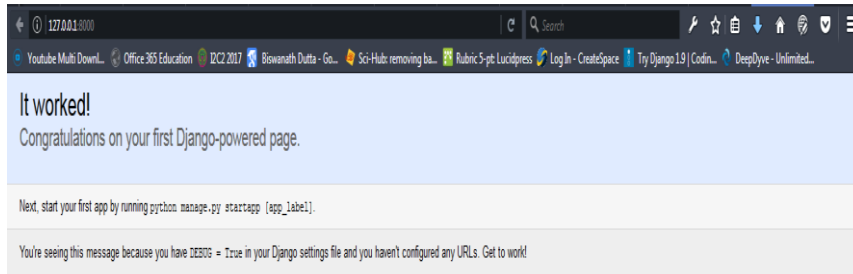 127.0.0.1:8000 Search
Youtube Multi Downl... Office 365 Education I2C2 2017 Biswanath Dutta - Go... Sci-Hub: removing ba... Rubric 5-pt: Lucidpress Log In - CreateSpace Try Django 1.9 | Codin... DeepDyve - Unlimited...
It worked!
Congratulations on your first Django-powered page.
Next, start your first app by running python manage.py startapp [app_label].
You're seeing this message because you have DEBUG = True in your Django settings file and you haven't configured any URLs. Get to work!